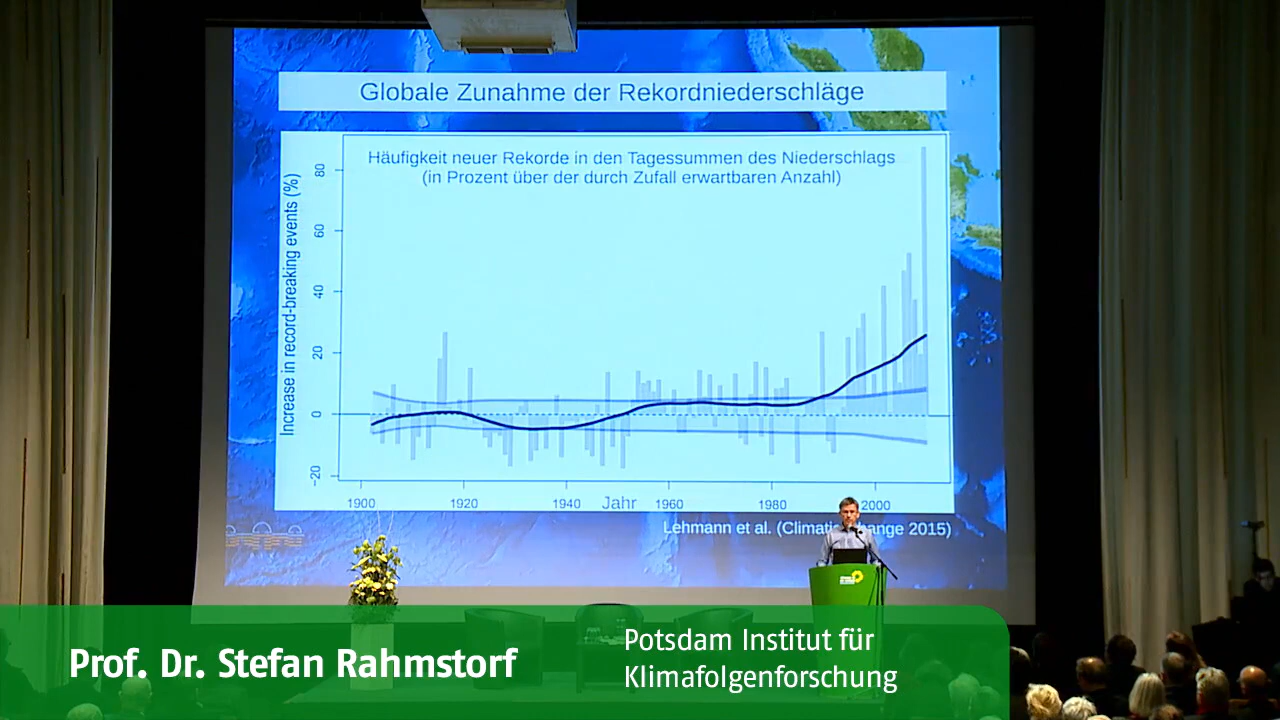 Globale Zunahme der Rekordniederschläge
Häufigkeit neuer Rekorde in den Tagessummen des Niederschlags
(in Prozent über der durch Zufall erwartbaren Anzahl)
Increase in record-breaking events (%)
80
60
40
20
0
-20
1900 1920 1940 Jahr 1960 1980 2000
Lehmann et al. (Climatic Change 2015)
Prof. Dr. Stefan Rahmstorf
Potsdam Institut für
Klimafolgenforschung